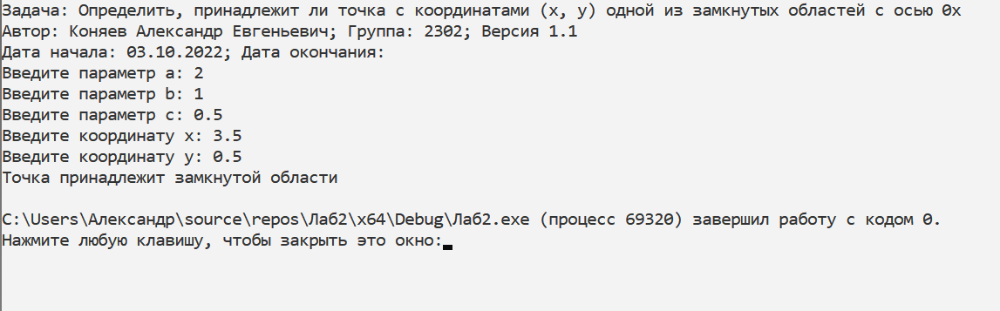 Задача: Определить, принадлежит ли точка с координатами (x, y) одной из замкнутых областей с осью 0x
Автор: Коняев Александр Евгеньевич; Группа: 2302; Версия 1.1
Дата начала: 03.10.2022; Дата окончания:
Введите параметр a: 2
Введите параметр b: 1
Введите параметр c: 0.5
Введите координату x: 3.5
Введите координату y: 0.5
Точка принадлежит замкнутой области
C:\Users\Александр\source\repos\Лаб2\x64\Debug\Лаб2.exe (процесс 69320) завершил работу с кодом 0.
Нажмите любую клавишу, чтобы закрыть это окно: